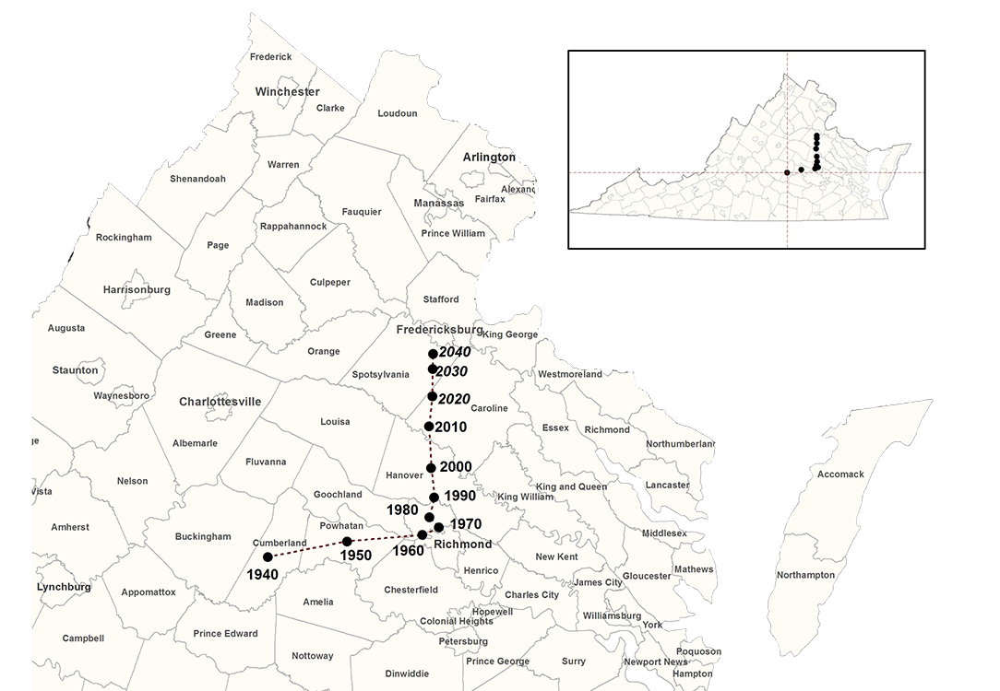 Frederick
Winchester
Clarke
Loudoun
Arlington
Warren
Shenandoah
Alexand
Fairfax
Manassas
Fauquier
Rappahannock
Prince William
Rockingham
Page
Culpeper
Harrisonburg
Stafford
Madison
Augusta
Fredericksburg
Greene
King George
Orange
2040
2030
Staunton
Spotsylvania
Westmoreland
Waynesboro
Charlottesville
2020
Caroline
Louisa
2010
Essex
Richmond
ge
Albemarle
Northumberlan
Fluvanna
2000
Accomack
Hanover
Nelson
Lancaster
King and Queen
Vista
Goochland
1990
King William
1980
Amherst
Powhatan
1970
Buckingham
Middlesex
Cumberland
Richmond
1950
1960
New Kent
1940
Henrico
Mathews
Gloucester
Northampton
Lynchburg
James City
Appomattox
Chesterfield
Charles City
Amelia
Hopewell
Williamsburg
Colonial Heights
York
Prince Edward
Campbell
Petersburg
Poquoson
Nottoway
Prince George
Surry
Newport News
Dinwiddie
Hampton